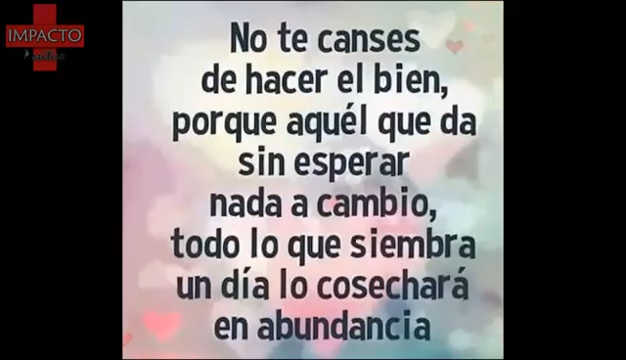 IMPACTO
No te canses
de hacer el bien,
porque aquél que da
sin esperar
nada a cambio,
todo lo que siembra
un día lo cosechará
en abundancia